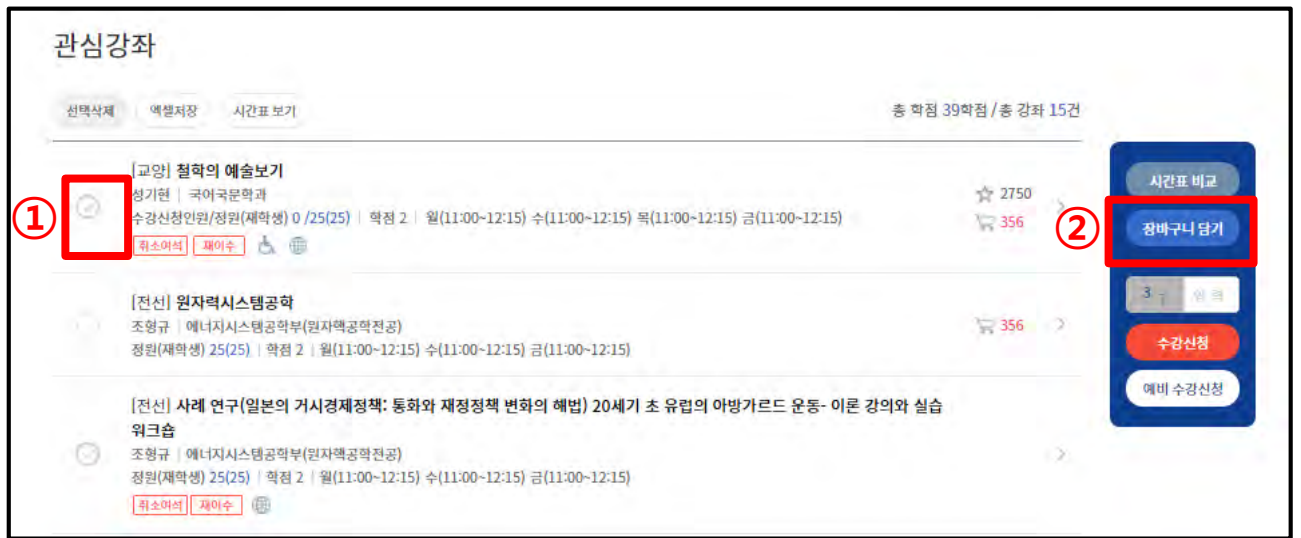 관심강좌
선택삭제 엑셀저장 시간표 보기 총 학점 39학점 / 총 강좌 15건
[교양] 철학의 예술보기
성기현 | 국어국문학과
수강신청인원/정원(재학생) 0 /25(25) | 학점 2 | 월(11:00~12:15) 수(11:00~12:15) 목(11:00~12:15) 금(11:00~12:15)
취소여석 재이수
2750
356
①
[전선] 원자력시스템공학
조형규 | 에너지시스템공학부(원자핵공학전공)
정원(재학생) 25(25) | 학점 2 | 월(11:00~12:15) 수(11:00~12:15) 금(11:00~12:15)
356
[전선] 사례 연구(일본의 거시경제정책: 통화와 재정정책 변화의 해법) 20세기 초 유럽의 아방가르드 운동- 이론 강의와 실습
워크숍
조형규 | 에너지시스템공학부(원자핵공학전공)
정원(재학생) 25(25) | 학점 2 | 월(11:00~12:15) 수(11:00~12:15) 금(11:00~12:15)
취소여석 재이수
시간표 비교
②
장바구니 담기
3 입력
수강신청
예비 수강신청